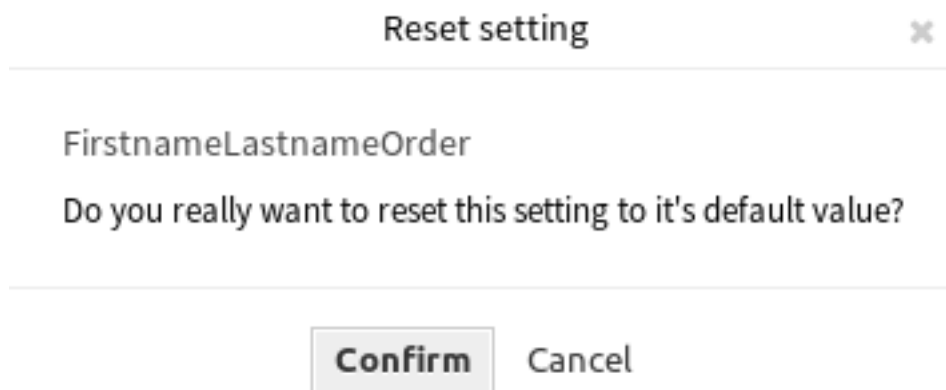 Reset setting
FirstnameLastnameOrder
Do you really want to reset this setting to it's default value?
Confirm Cancel